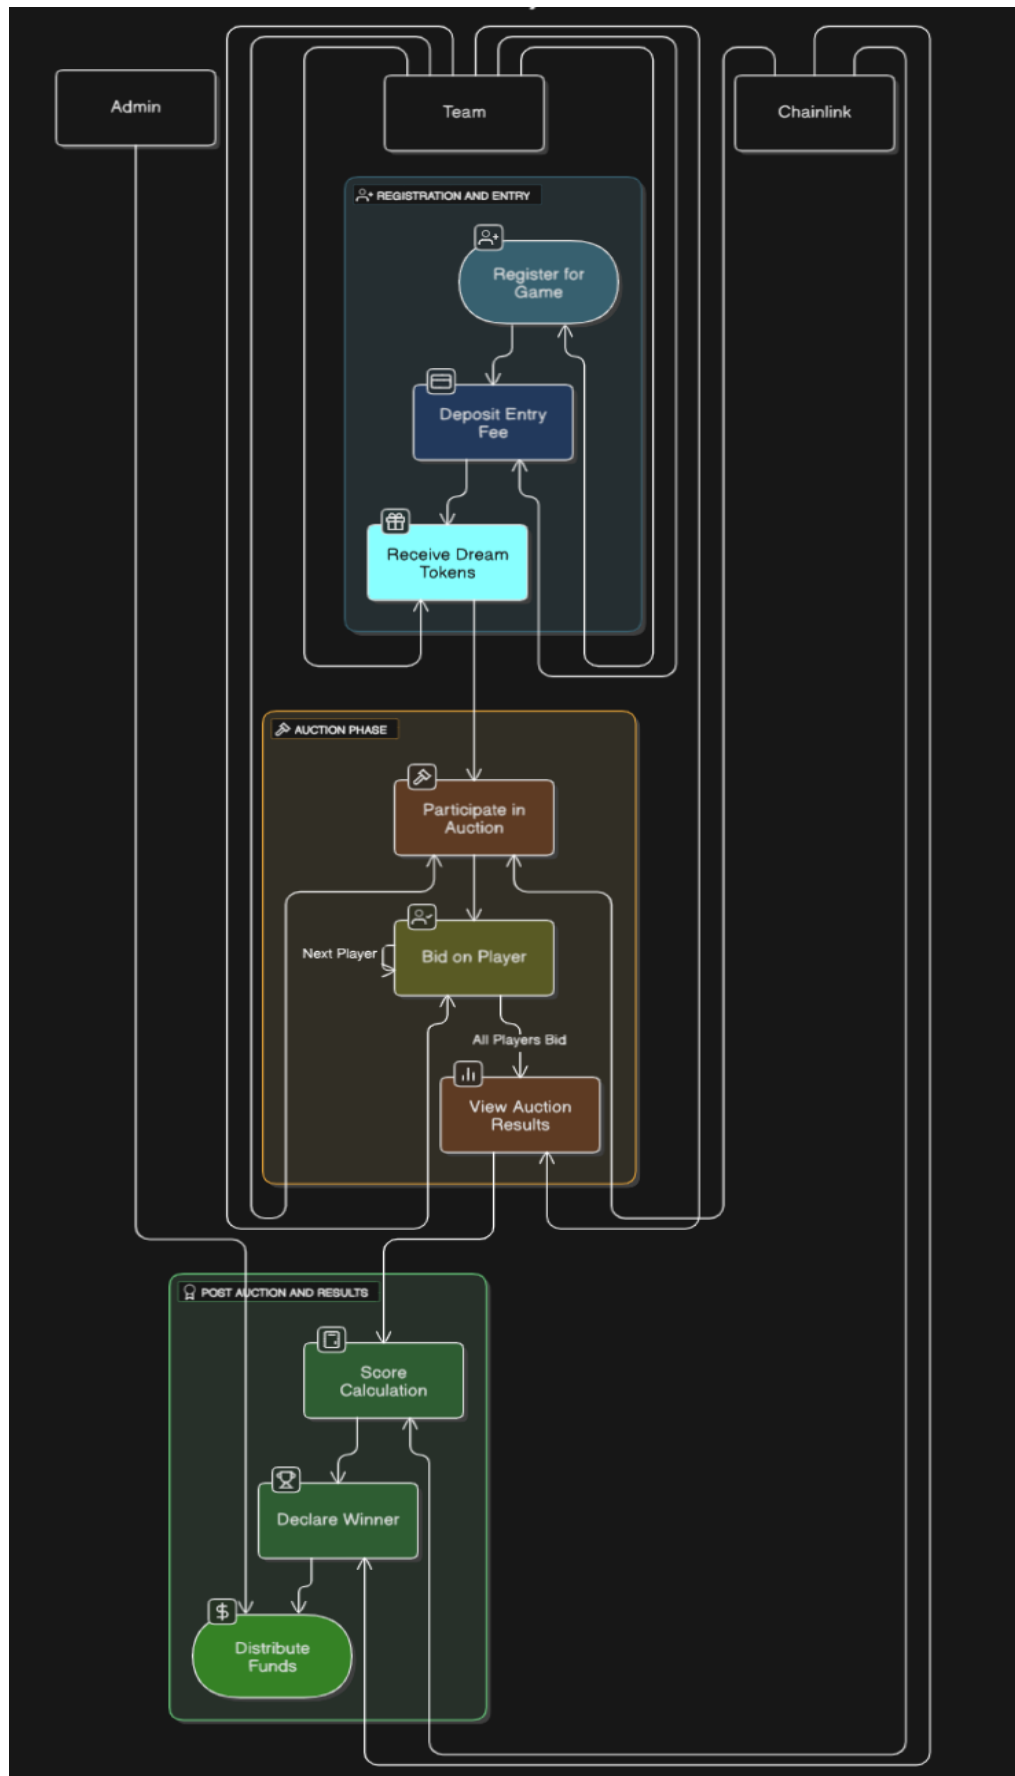 Admin
Team
Chainlink
REGISTRATION AND ENTRY
Register for
Game
Deposit Entry
Fee
Receive Dream
Tokens
AUCTION PHASE
Participate in
Auction
Next Player
Bid on Player
All Players Bid
View Auction
Results
POST AUCTION AND RESULTS
Score
Calculation
Declare Winner
Distribute
Funds